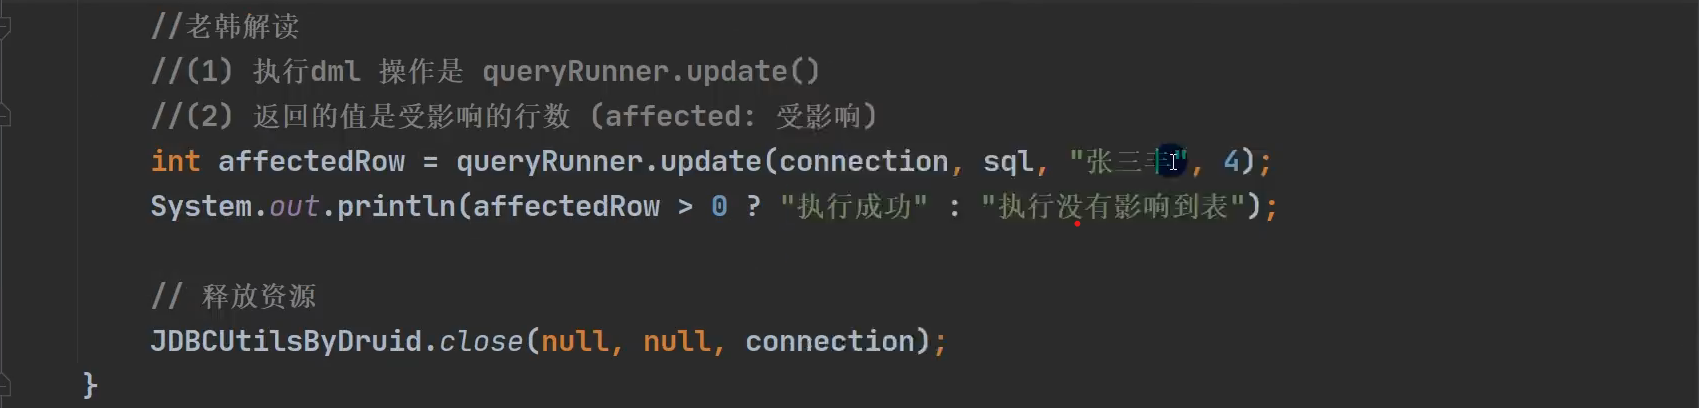 //老韩解读
//(1) 执行dml 操作是 queryRunner.update()
//(2) 返回的值是受影响的行数 (affected: 受影响)
int affectedRow = queryRunner.update(connection, sql, "张三丰", 4);
System.out.println(affectedRow > 0 ? "执行成功" : "执行没有影响到表");
// 释放资源
JDBCUtilsByDruid.close(null, null, connection);
}